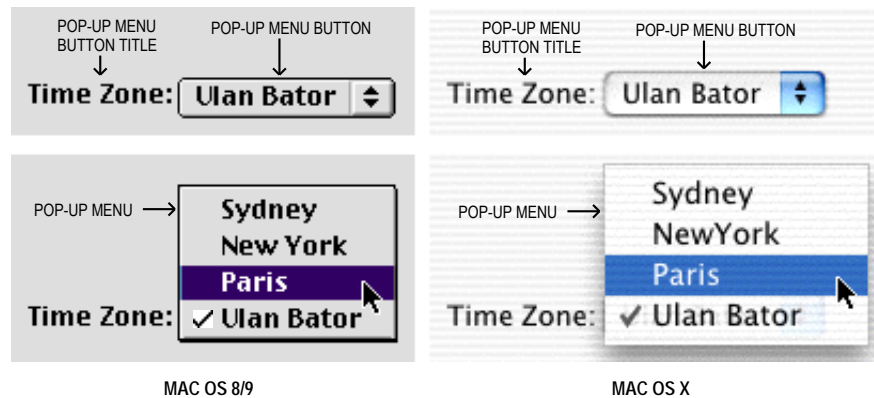 POP-UP MENU
BUTTON TITLE
POP-UP MENU BUTTON
Time Zone:
Ulan Bator
POP-UP MENU
Sydney
New York
Paris
Time Zone:
Ulan Bator
MAC OS 8/9
POP-UP MENU
BUTTON TITLE
POP-UP MENU BUTTON
Time Zone:
Ulan Bator
POP-UP MENU
Sydney
NewYork
Paris
Time Zone:
Ulan Bator
MAC OS X